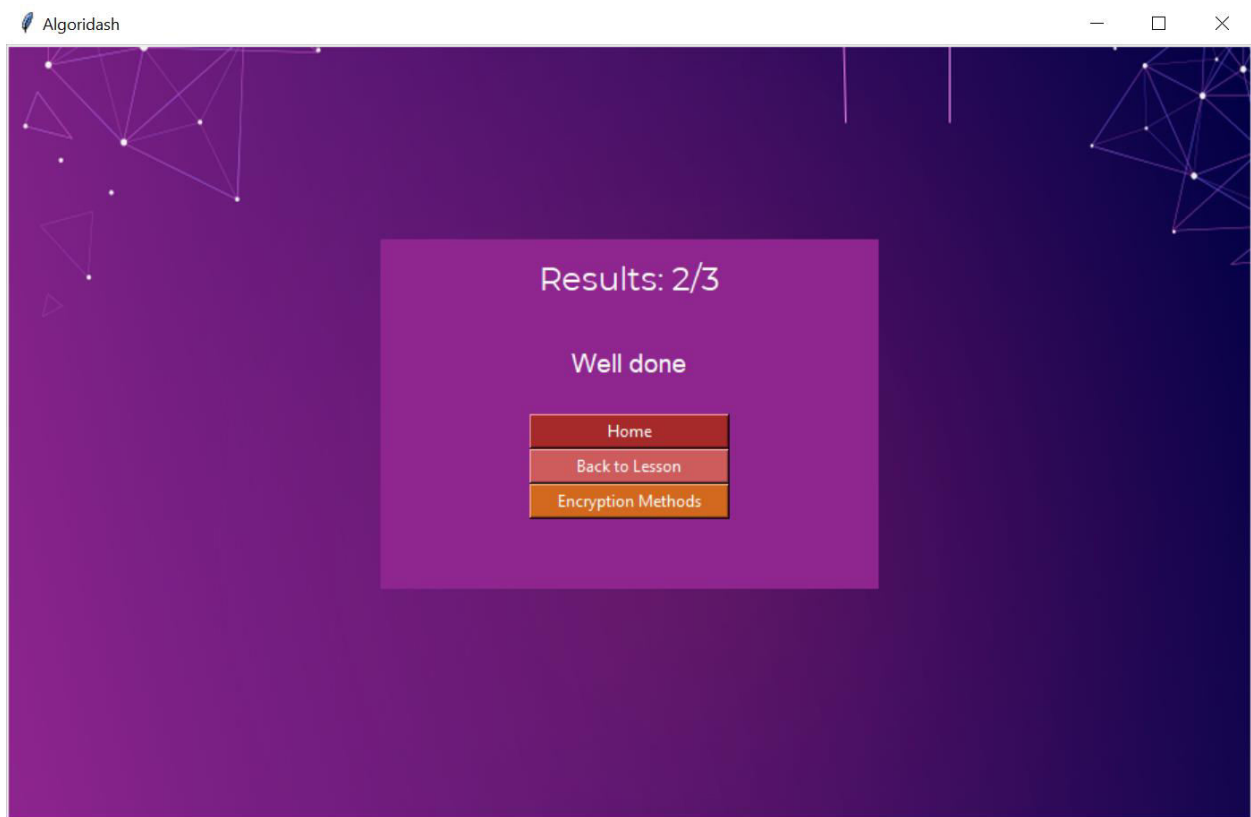 Algoridash
Results: 2/3
Well done
Home
Back to Lesson
Encryption Methods